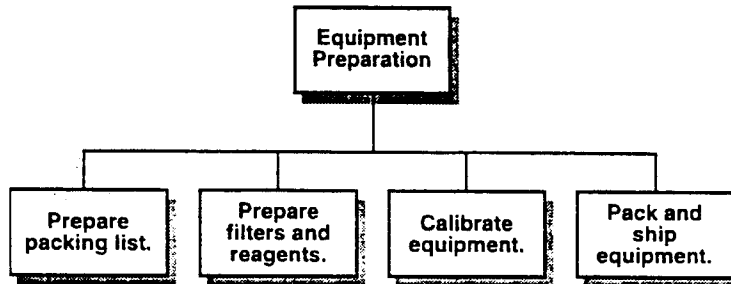 Equipment
Preparation
Prepare
packing list.
Prepare
filters and
reagents.
Calibrate
equipment.
Pack and
ship
equipment.